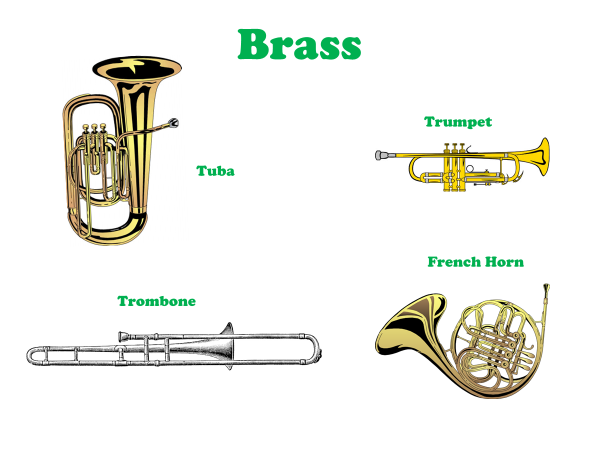 Brass
Trumpet
Tuba
French Horn
Trombone